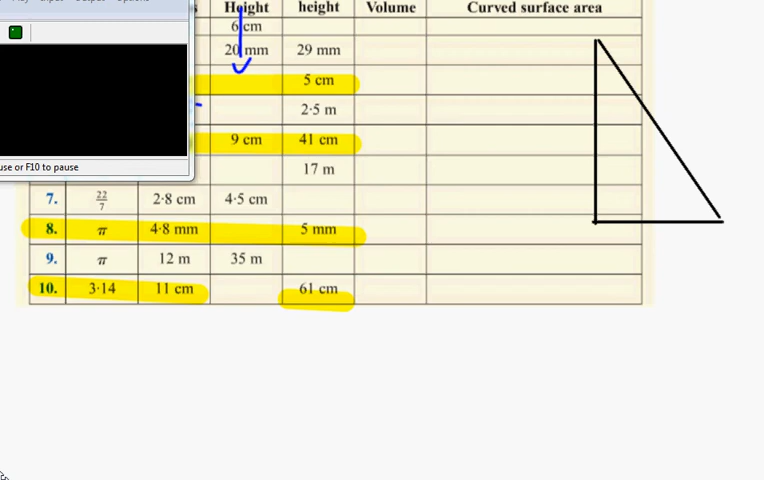 Height height Volume Curved surface area
6 cm
20 mm 29 mm
5 cm
2·5 m
9 cm 41 cm
use or F10 to pause
17 m
7. 22/7 2·8 cm 4·5 cm
8. π 4·8 mm 5 mm
9. π 12 m 35 m
10. 3·14 11 cm 61 cm